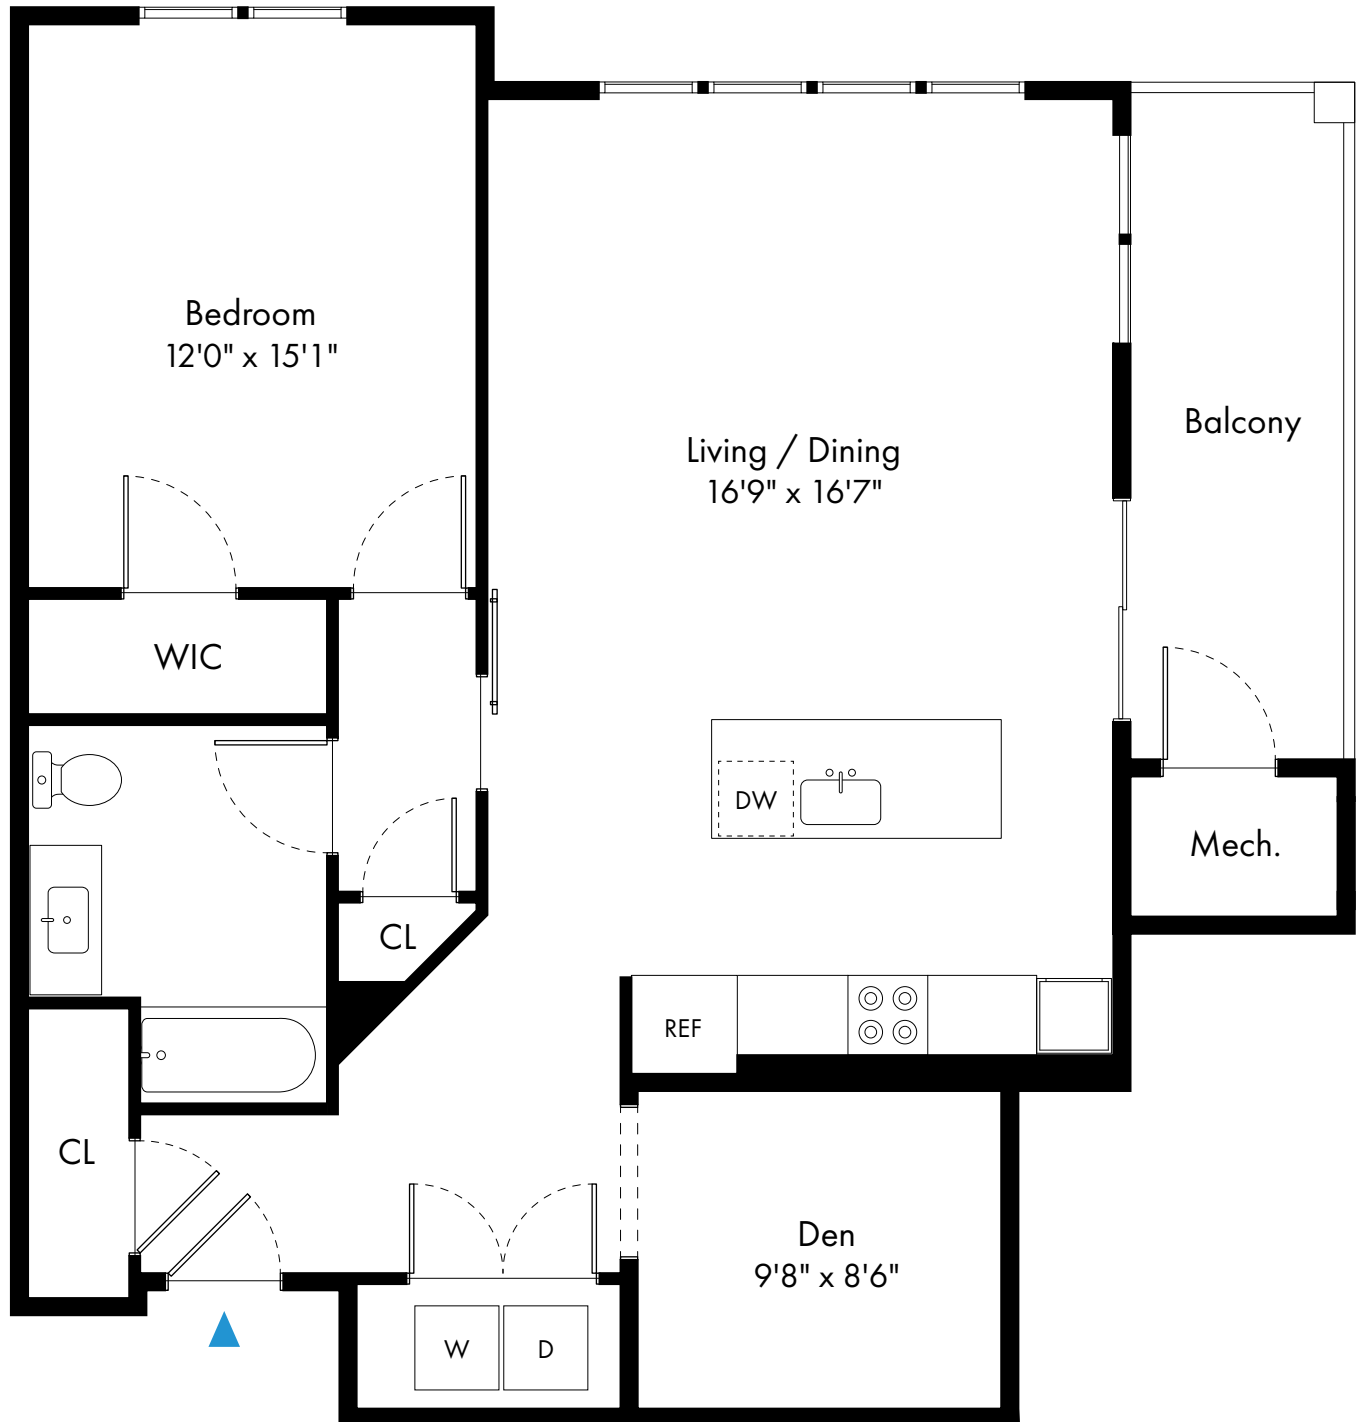 Bedroom
12'0" x 15'1"
Living / Dining
16'9" x 16'7"
Balcony
WIC
DW
Mech.
CL
REF
CL
Den
9'8" x 8'6"
W
D